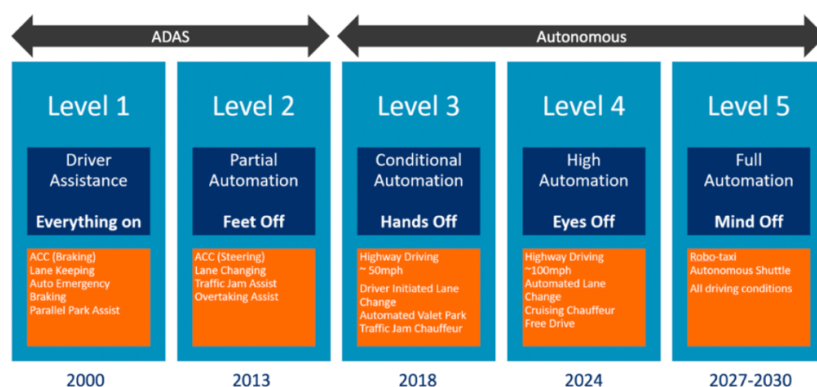 ADAS
Autonomous
Level 1
Driver
Assistance
Everything on
ACC (Braking)
Lane Keeping
Auto Emergency
Braking
Parallel Park Assist
2000
Level 2
Partial
Automation
Feet Off
ACC (Steering)
Lane Changing
Traffic Jam Assist
Overtaking Assist
2013
Level 3
Conditional
Automation
Hands Off
Highway Driving
~ 50mph
Driver Initiated Lane
Change
Automated Valet Park
Traffic Jam Chauffeur
2018
Level 4
High
Automation
Eyes Off
Highway Driving
~100mph
Automated Lane
Change
Cruising Chauffeur
Free Drive
2024
Level 5
Full
Automation
Mind Off
Robo-taxi
Autonomous Shuttle
All driving conditions
2027-2030